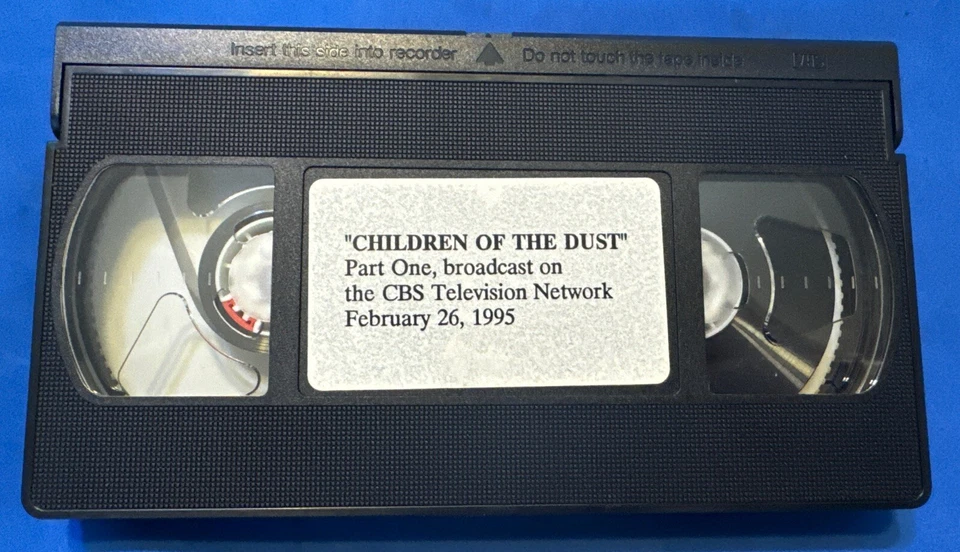 Insert this side into recorder ▲ Do not touch the tape inside
"CHILDREN OF THE DUST"
Part One, broadcast on
the CBS Television Network
February 26, 1995